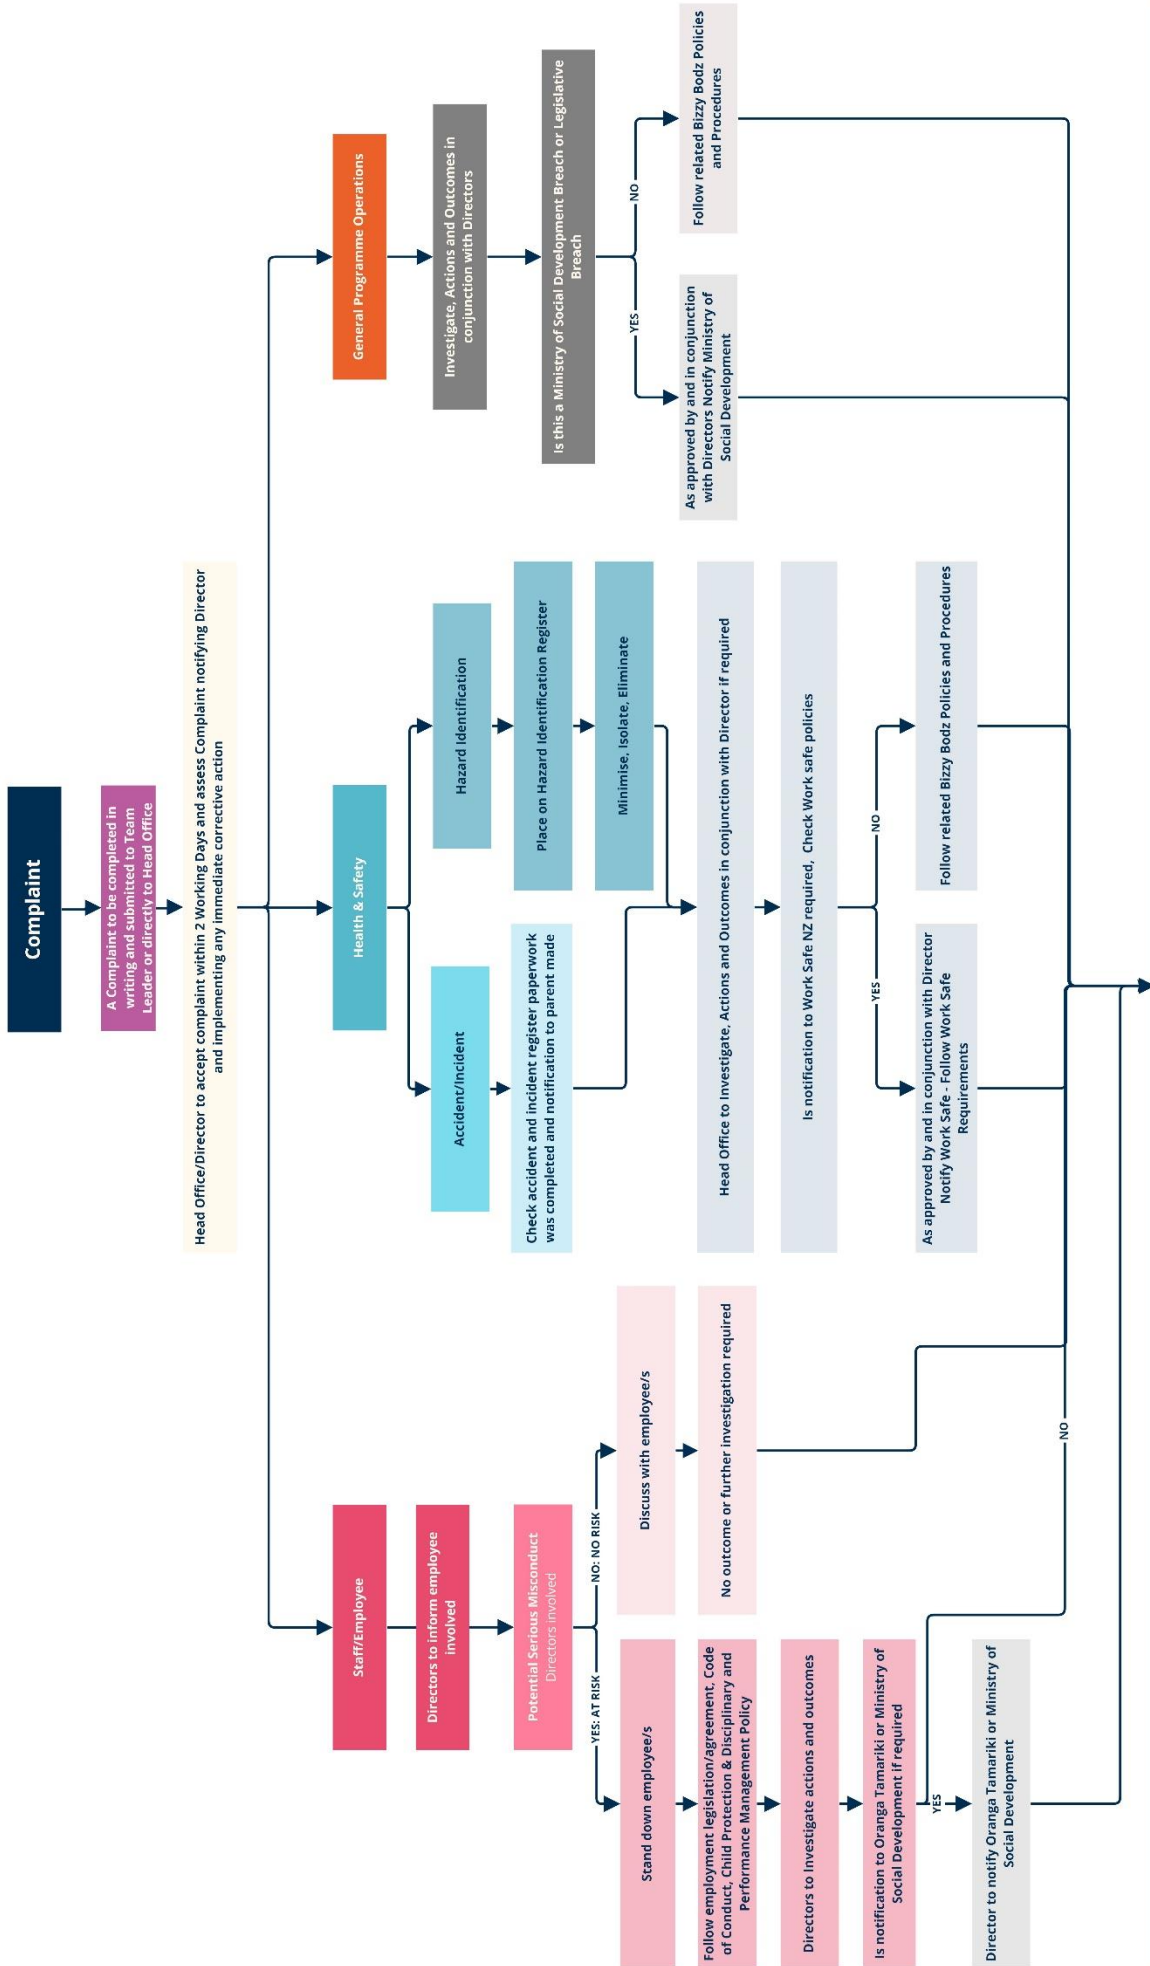 Complaint
A Complaint to be completed in
writing and submitted to Team
Leader or directly to Head Office
Head Office/Director to accept complaint within 2 Working Days and assess Complaint notifying Director
and implementing any immediate corrective action
Staff/Employee
Directors to inform employee
involved
Potential Serious Misconduct
Directors involved
YES: AT RISK
NO: NO RISK
Stand down employee/s
Follow employment legislation/agreement, Code
of Conduct, Child Protection & Disciplinary and
Performance Management Policy
Directors to Investigate actions and outcomes
Is notification to Oranga Tamariki or Ministry of
Social Development if required
YES
NO
Director to notify Oranga Tamariki or Ministry of
Social Development
Discuss with employee/s
No outcome or further investigation required
Health & Safety
Accident/Incident
Check accident and incident register paperwork
was completed and notification to parent made
Hazard Identification
Place on Hazard Identification Register
Minimise, Isolate, Eliminate
Head Office to Investigate, Actions and Outcomes in conjunction with Director if required
Is notification to Work Safe NZ required, Check Work safe policies
YES
NO
As approved by and in conjunction with Director
Notify Work Safe - Follow Work Safe
Requirements
Follow related Bizzy Bodz Policies and Procedures
General Programme Operations
Investigate, Actions and Outcomes in
conjunction with Directors
Is this a Ministry of Social Development Breach or Legislative
Breach
YES
NO
As approved by and in conjunction
with Directors Notify Ministry of
Social Development
Follow related Bizzy Bodz Policies
and Procedures